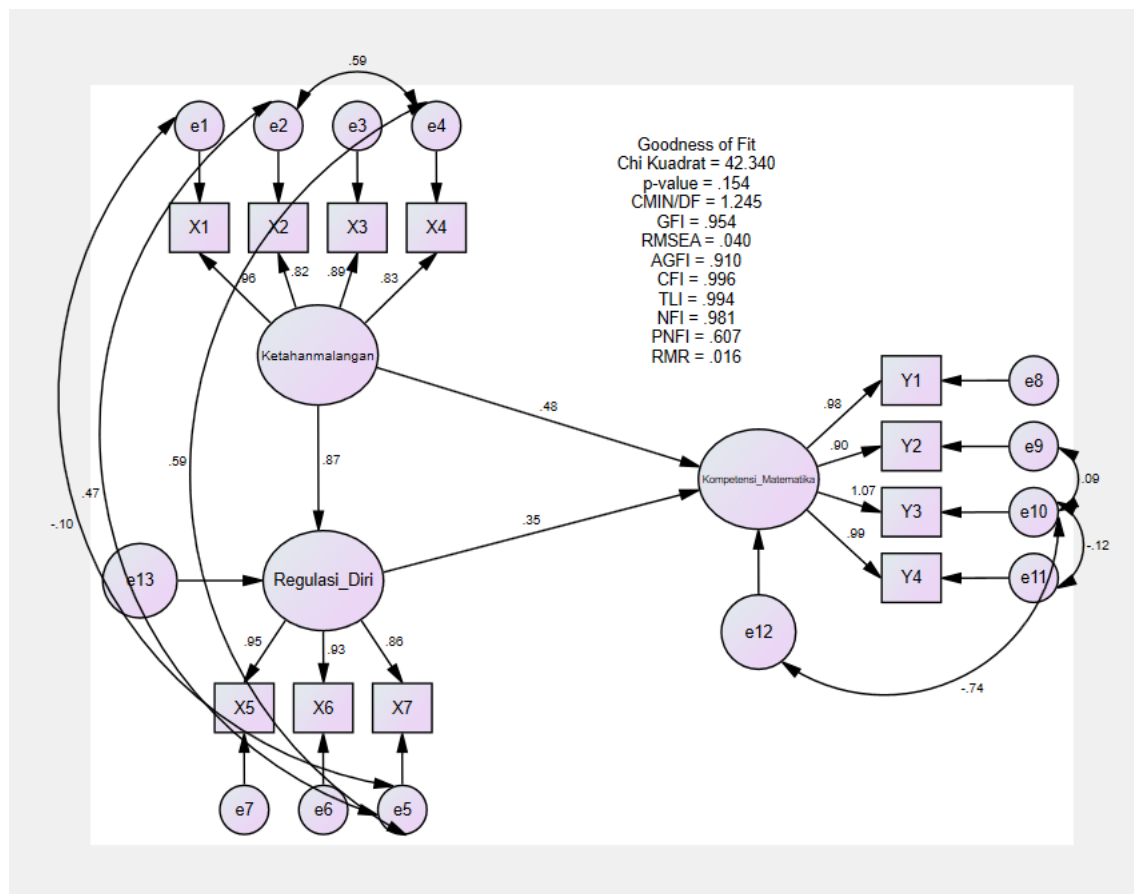 .59
e1 e2 e3 e4
Goodness of Fit
Chi Kuadrat = 42.340
p-value = .154
CMIN/DF = 1.245
GFI = .954
RMSEA = .040
AGFI = .910
CFI = .996
TLI = .994
NFI = .981
PNFI = .607
RMR = .016
X1 X2 X3 X4
.96 .82 .89 .83
Ketahanmalangan
.48
.87
.59
.47
-.10
.35
Y1 e8
.98
Y2 e9
.90
.09
Kompetensi_Matematika
1.07
Y3 e10
-.12
.99
Y4 e11
e13
Regulasi_Diri
e12
-.74
.95 .93 .86
X5 X6 X7
e7 e6 e5